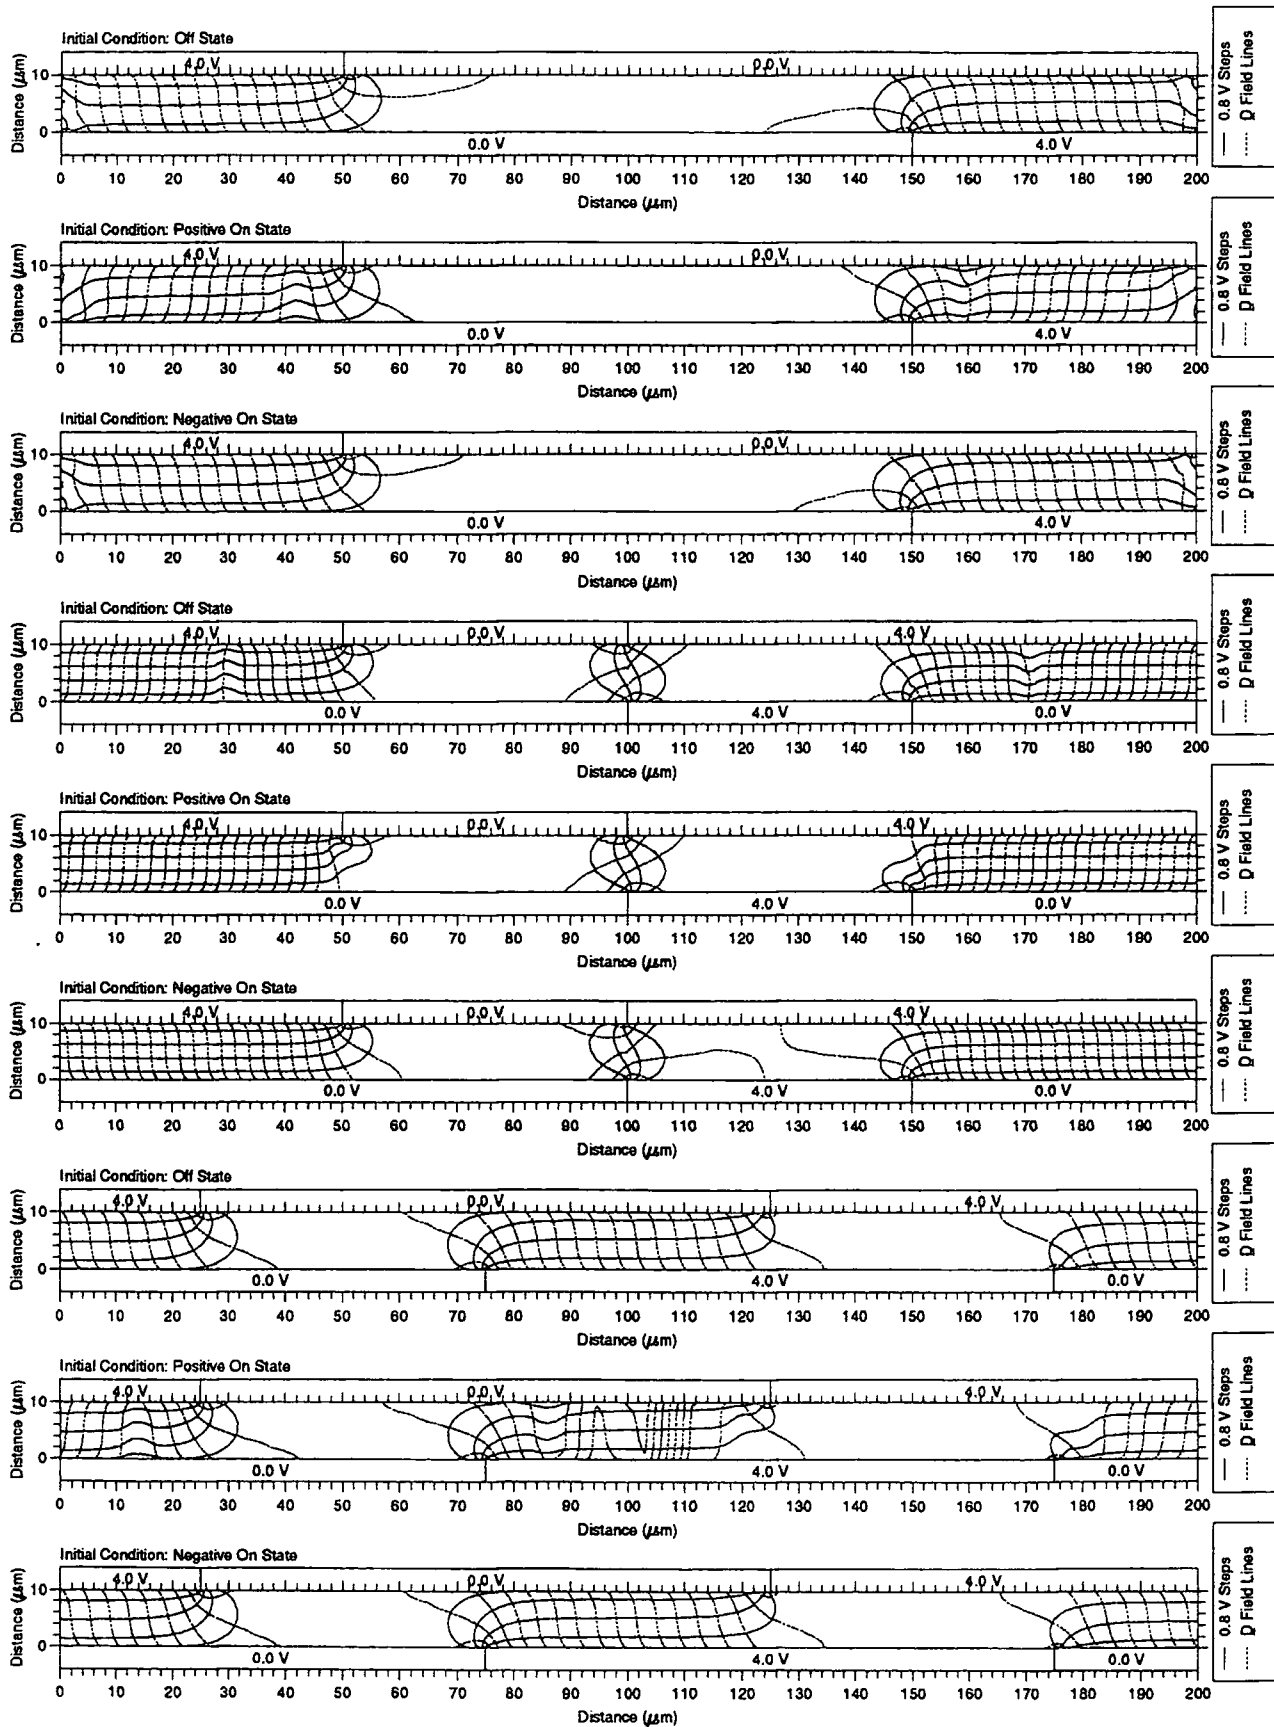 Initial Condition: Off State
4.0 V 0.0 V
Distance (μm) 10 0
0.0 V 4.0 V
0 10 20 30 40 50 60 70 80 90 100 110 120 130 140 150 160 170 180 190 200
Distance (μm)
0.8 V Steps
D Field Lines
Initial Condition: Positive On State
4.0 V 0.0 V
Distance (μm) 10 0
0.0 V 4.0 V
0 10 20 30 40 50 60 70 80 90 100 110 120 130 140 150 160 170 180 190 200
Distance (μm)
0.8 V Steps
D Field Lines
Initial Condition: Negative On State
4.0 V 0.0 V
Distance (μm) 10 0
0.0 V 4.0 V
0 10 20 30 40 50 60 70 80 90 100 110 120 130 140 150 160 170 180 190 200
Distance (μm)
0.8 V Steps
D Field Lines
Initial Condition: Off State
4.0 V 0.0 V 4.0 V
Distance (μm) 10 0
0.0 V 4.0 V 0.0 V
0 10 20 30 40 50 60 70 80 90 100 110 120 130 140 150 160 170 180 190 200
Distance (μm)
0.8 V Steps
D Field Lines
Initial Condition: Positive On State
4.0 V 0.0 V 4.0 V
Distance (μm) 10 0
0.0 V 4.0 V 0.0 V
0 10 20 30 40 50 60 70 80 90 100 110 120 130 140 150 160 170 180 190 200
Distance (μm)
0.8 V Steps
D Field Lines
Initial Condition: Negative On State
4.0 V 0.0 V 4.0 V
Distance (μm) 10 0
0.0 V 4.0 V 0.0 V
0 10 20 30 40 50 60 70 80 90 100 110 120 130 140 150 160 170 180 190 200
Distance (μm)
0.8 V Steps
D Field Lines
Initial Condition: Off State
4.0 V 0.0 V 4.0 V
Distance (μm) 10 0
0.0 V 4.0 V 0.0 V
0 10 20 30 40 50 60 70 80 90 100 110 120 130 140 150 160 170 180 190 200
Distance (μm)
0.8 V Steps
D Field Lines
Initial Condition: Positive On State
4.0 V 0.0 V 4.0 V
Distance (μm) 10 0
0.0 V 4.0 V 0.0 V
0 10 20 30 40 50 60 70 80 90 100 110 120 130 140 150 160 170 180 190 200
Distance (μm)
0.8 V Steps
D Field Lines
Initial Condition: Negative On State
4.0 V 0.0 V 4.0 V
Distance (μm) 10 0
0.0 V 4.0 V 0.0 V
0 10 20 30 40 50 60 70 80 90 100 110 120 130 140 150 160 170 180 190 200
Distance (μm)
0.8 V Steps
D Field Lines